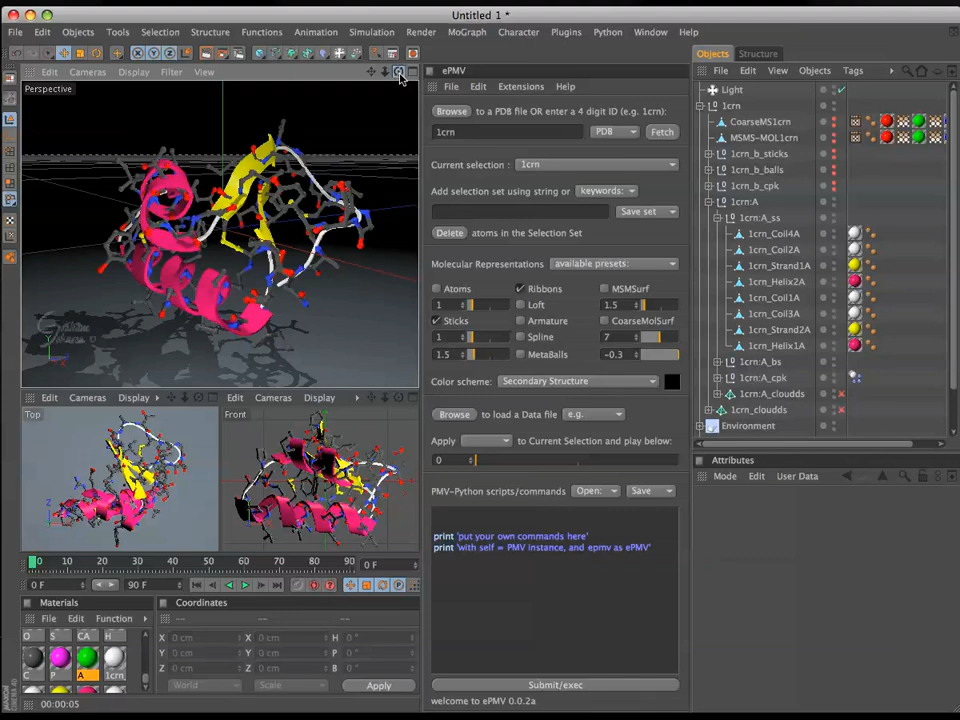 Untitled 1 *
File Edit Objects Tools Selection Structure Functions Animation Simulation Render MoGraph Character Plugins Python Window Help
Edit Cameras Display Filter View
Perspective
ePMV
File Edit Extensions Help
Browse to a PDB file OR enter a 4 digit ID (e.g. 1crn)
1crn PDB Fetch
Current selection : 1crn
Add selection set using string or keywords:
Save set
Delete atoms in the Selection Set
Molecular Representations available presets:
Atoms Ribbons MSMSurf
1 Loft 1.5
Sticks Armature CoarseMolSurf
1 Spline 7
1.5 MetaBalls -0.3
Color scheme: Secondary Structure
Browse to load a Data file e.g.
Apply to Current Selection and play below:
0
PMV-Python scripts/commands Open: Save
print 'put your own commands here'
print 'with self = PMV instance, and epmv as ePMV'
Submit/exec
welcome to ePMV 0.0.2a
Objects Structure
File Edit View Objects Tags
Light
1crn
CoarseMS1crn
MSMS-MOL1crn
1crn_b_sticks
1crn_b_balls
1crn_b_cpk
1crn:A
1crn:A_ss
1crn_Coil4A
1crn_Coil2A
1crn_Strand1A
1crn_Helix2A
1crn_Coil1A
1crn_Coil3A
1crn_Strand2A
1crn_Helix1A
1crn:A_bs
1crn:A_cpk
1crn:A_cloudds
1crn_cloudds
Environment
Attributes
Mode Edit User Data
Edit Cameras Display
Top
Edit Cameras Display
Front
0 10 20 30 40 50 60 70 80 90 0 F
0 F 90 F
Materials
File Edit Function
O S CA H
C P A 1crn
Coordinates
X 0 cm X 0 cm H 0 °
Y 0 cm Y 0 cm P 0 °
Z 0 cm Z 0 cm B 0 °
World Scale Apply
00:00:05
Graham
Y
X
Z
MAXON
CINEMA 4D